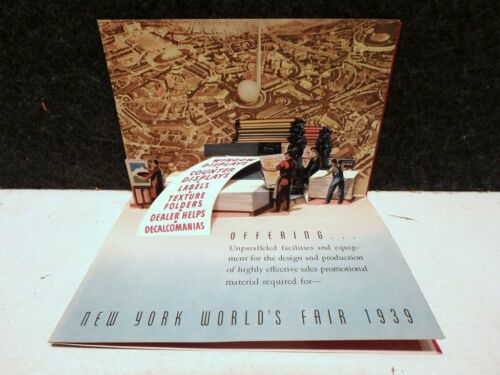 WINDOW
DISPLAYS
COUNTER
DISPLAYS
LABELS
TEXTURE
FOLDERS
DEALER HELPS
DECALCOMANIAS
OFFERING...
Unparalleled facilities and equip-
ment for the design and production
of highly effective sales promotional
material required for—
NEW YORK WORLD'S FAIR 1939